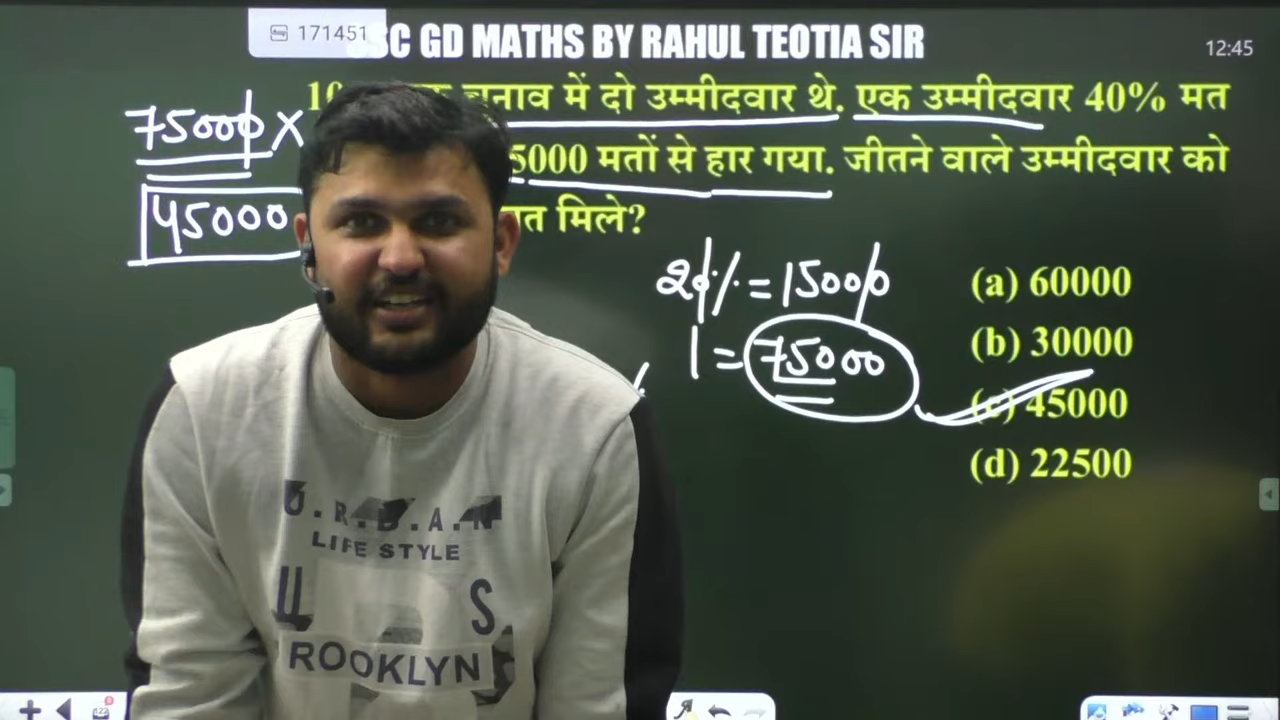 171451
SSC GD MATHS BY RAHUL TEOTIA SIR
12:45
10 चुनाव में दो उम्मीदवार थे. एक उम्मीदवार 40% मत
5000 मतों से हार गया. जीतने वाले उम्मीदवार को
मिले?
75000 ×
45000
20% = 15000
1 = 75000
(a) 60000
(b) 30000
(c) 45000
(d) 22500
U.R.B.A.N
LIFE STYLE
U S
ROOKLYN